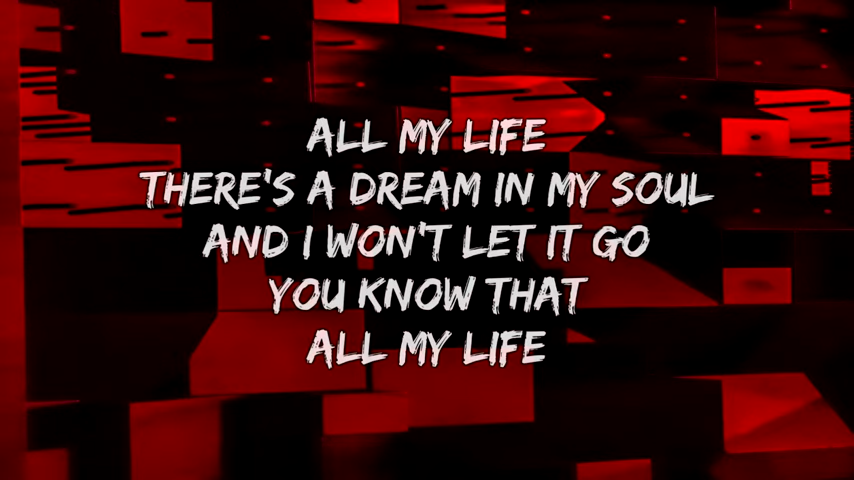 ALL MY LIFE
THERE'S A DREAM IN MY SOUL
AND I WON'T LET IT GO
YOU KNOW THAT
ALL MY LIFE